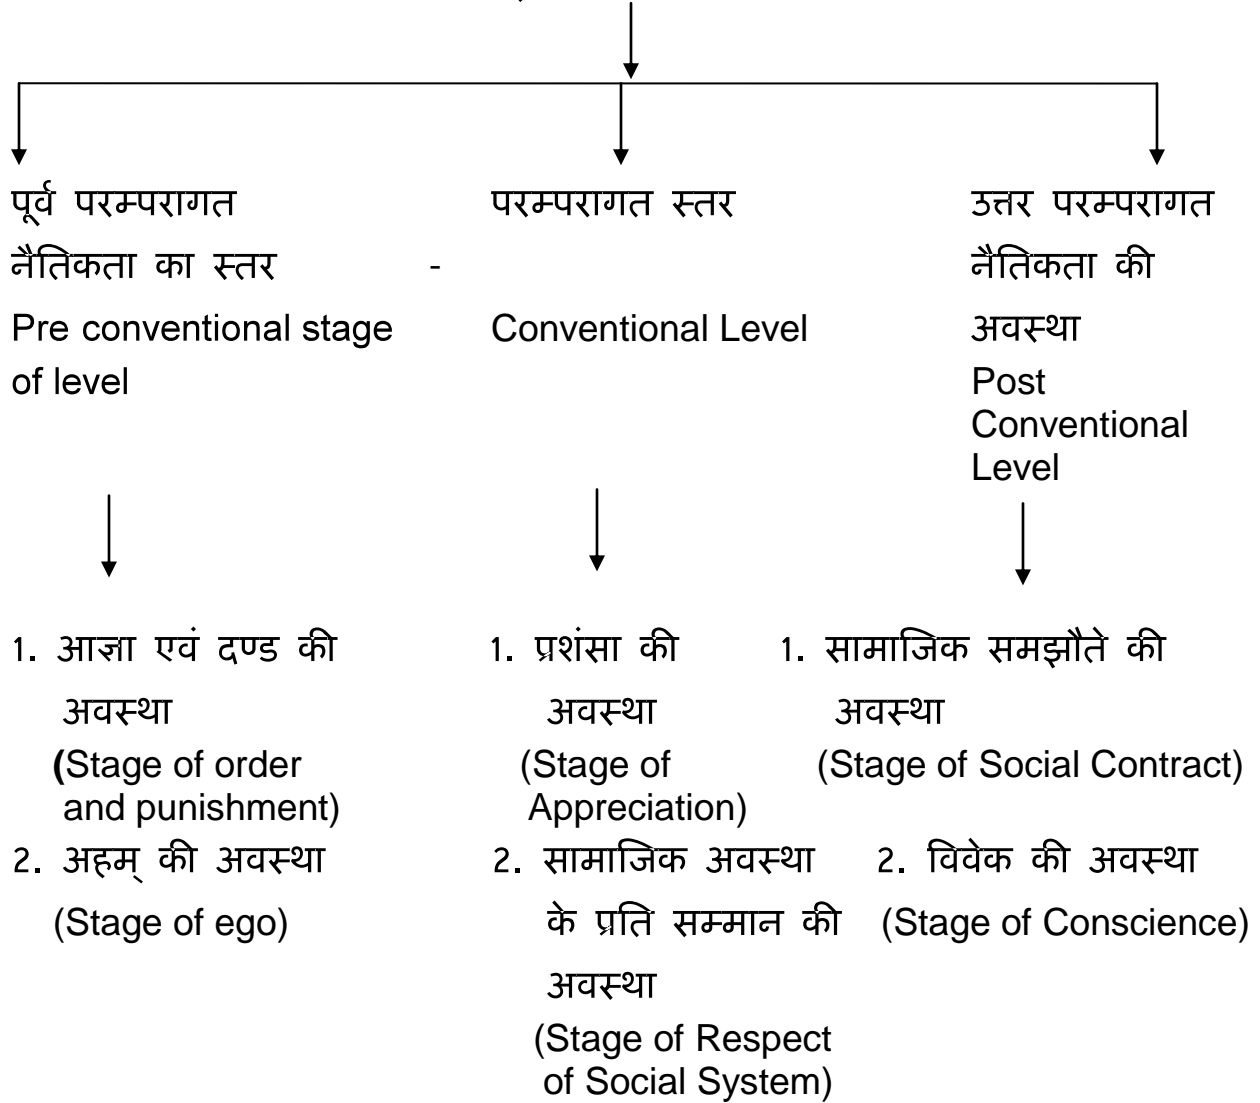 पूर्व परम्परागत
नैतिकता का स्तर -
Pre conventional stage
of level
परम्परागत स्तर
Conventional Level
उत्तर परम्परागत
नैतिकता की
अवस्था
Post
Conventional
Level
1. आज्ञा एवं दण्ड की
अवस्था
(Stage of order
and punishment)
2. अहम् की अवस्था
(Stage of ego)
1. प्रशंसा की
अवस्था
(Stage of
Appreciation)
2. सामाजिक अवस्था
के प्रति सम्मान की
अवस्था
(Stage of Respect
of Social System)
1. सामाजिक समझौते की
अवस्था
(Stage of Social Contract)
2. विवेक की अवस्था
(Stage of Conscience)